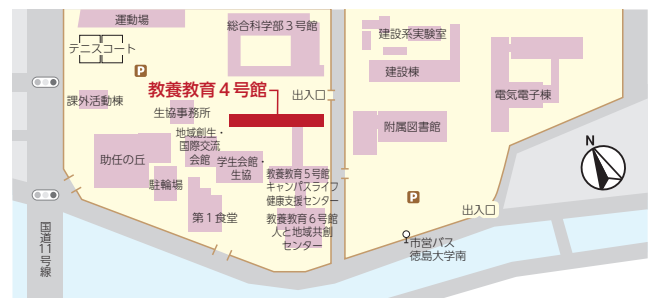 運動場
総合科学部3号館
建設系実験室
テニスコート
P
建設棟
教養教育4号館
出入口
電気電子棟
課外活動棟
生協事務所
附属図書館
地域創生・
国際交流
会館
助任の丘
学生会館・
生協
N
駐輪場
教養教育5号館
キャンパスライフ
健康支援センター
P
第1食堂
教養教育6号館
人と地域共創
センター
出入口
国道11号線
市営バス
徳島大学南